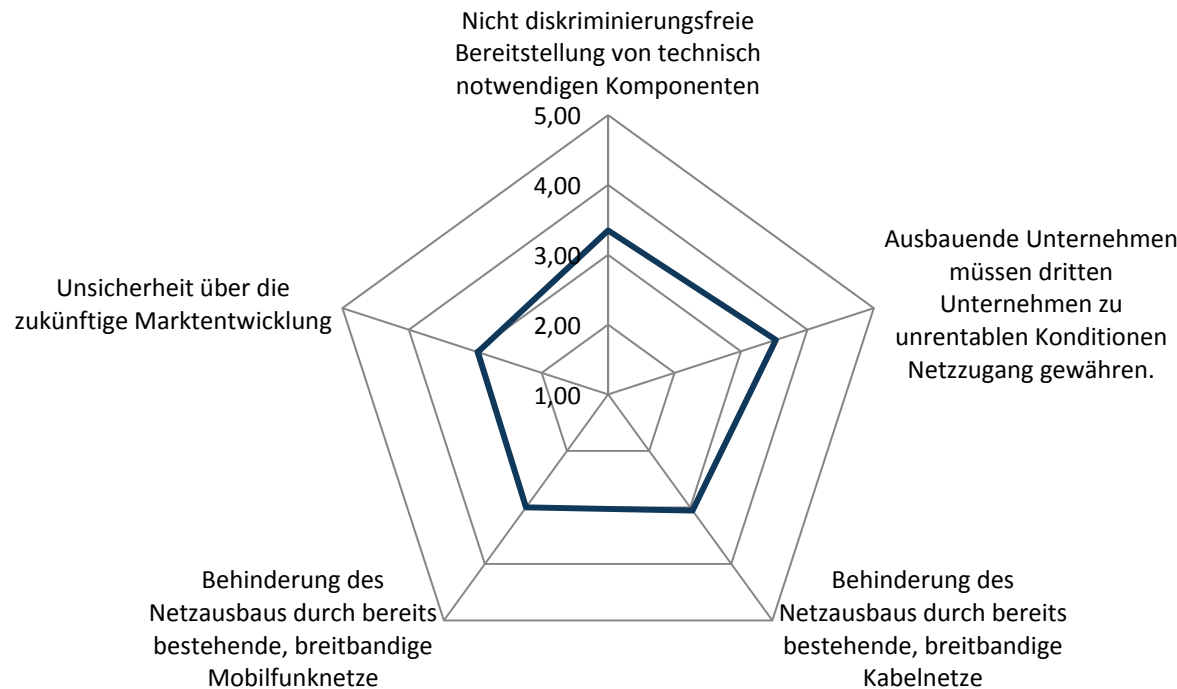 Nicht diskriminierungsfreie
Bereitstellung von technisch
notwendigen Komponenten
5,00
4,00
3,00
2,00
1,00
Ausbauende Unternehmen
müssen dritten
Unternehmen zu
unrentablen Konditionen
Netzzugang gewähren.
Unsicherheit über die
zukünftige Marktentwicklung
Behinderung des
Netzausbaus durch bereits
bestehende, breitbandige
Mobilfunknetze
Behinderung des
Netzausbaus durch bereits
bestehende, breitbandige
Kabelnetze